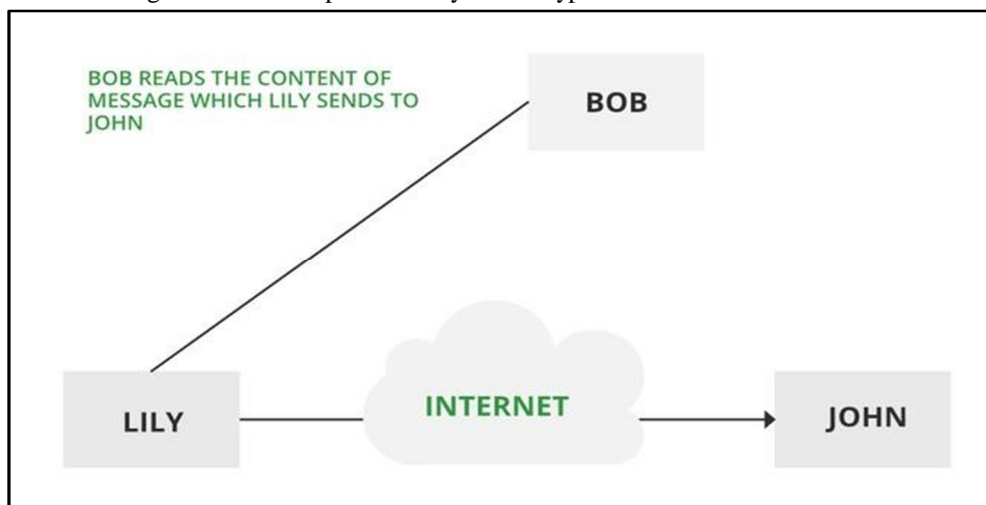 BOB READS THE CONTENT OF
MESSAGE WHICH LILY SENDS TO
JOHN
BOB
LILY
INTERNET
JOHN